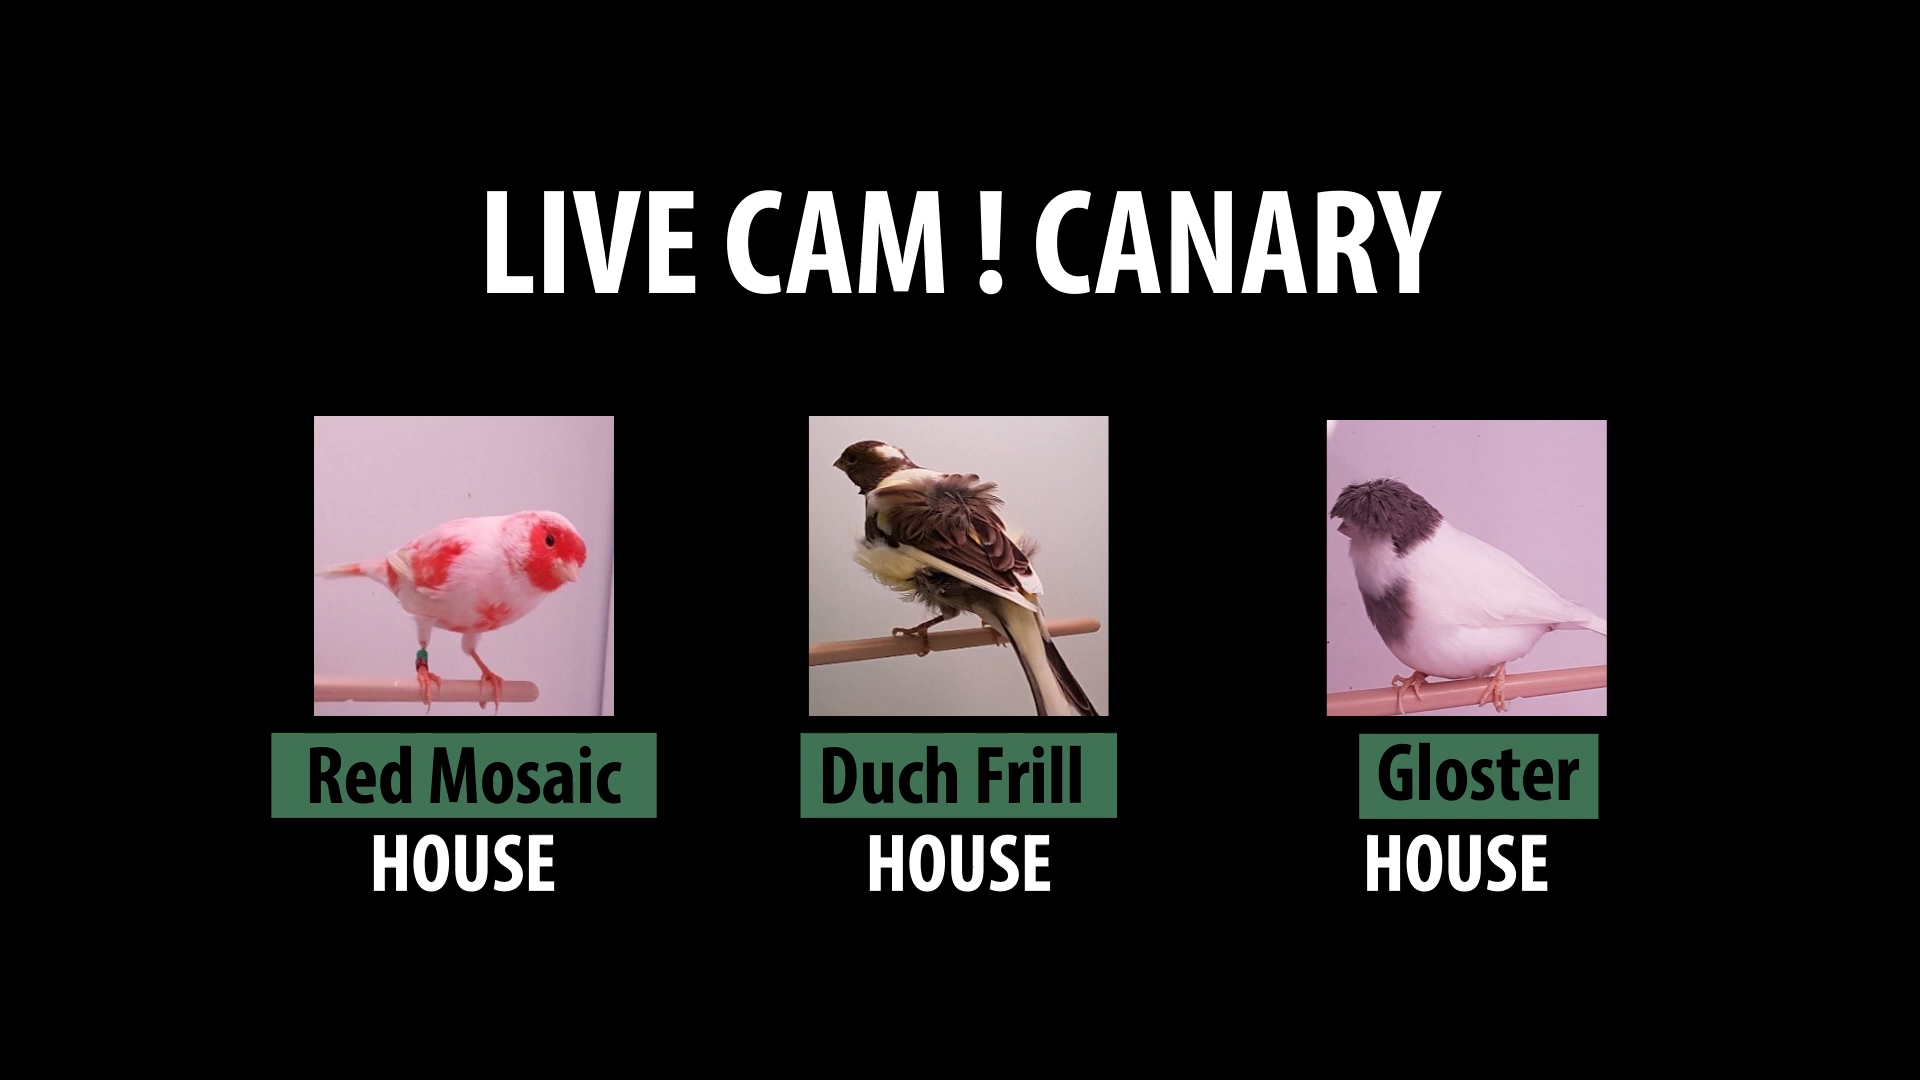 LIVE CAM ! CANARY
Red Mosaic
HOUSE
Duch Frill
HOUSE
Gloster
HOUSE